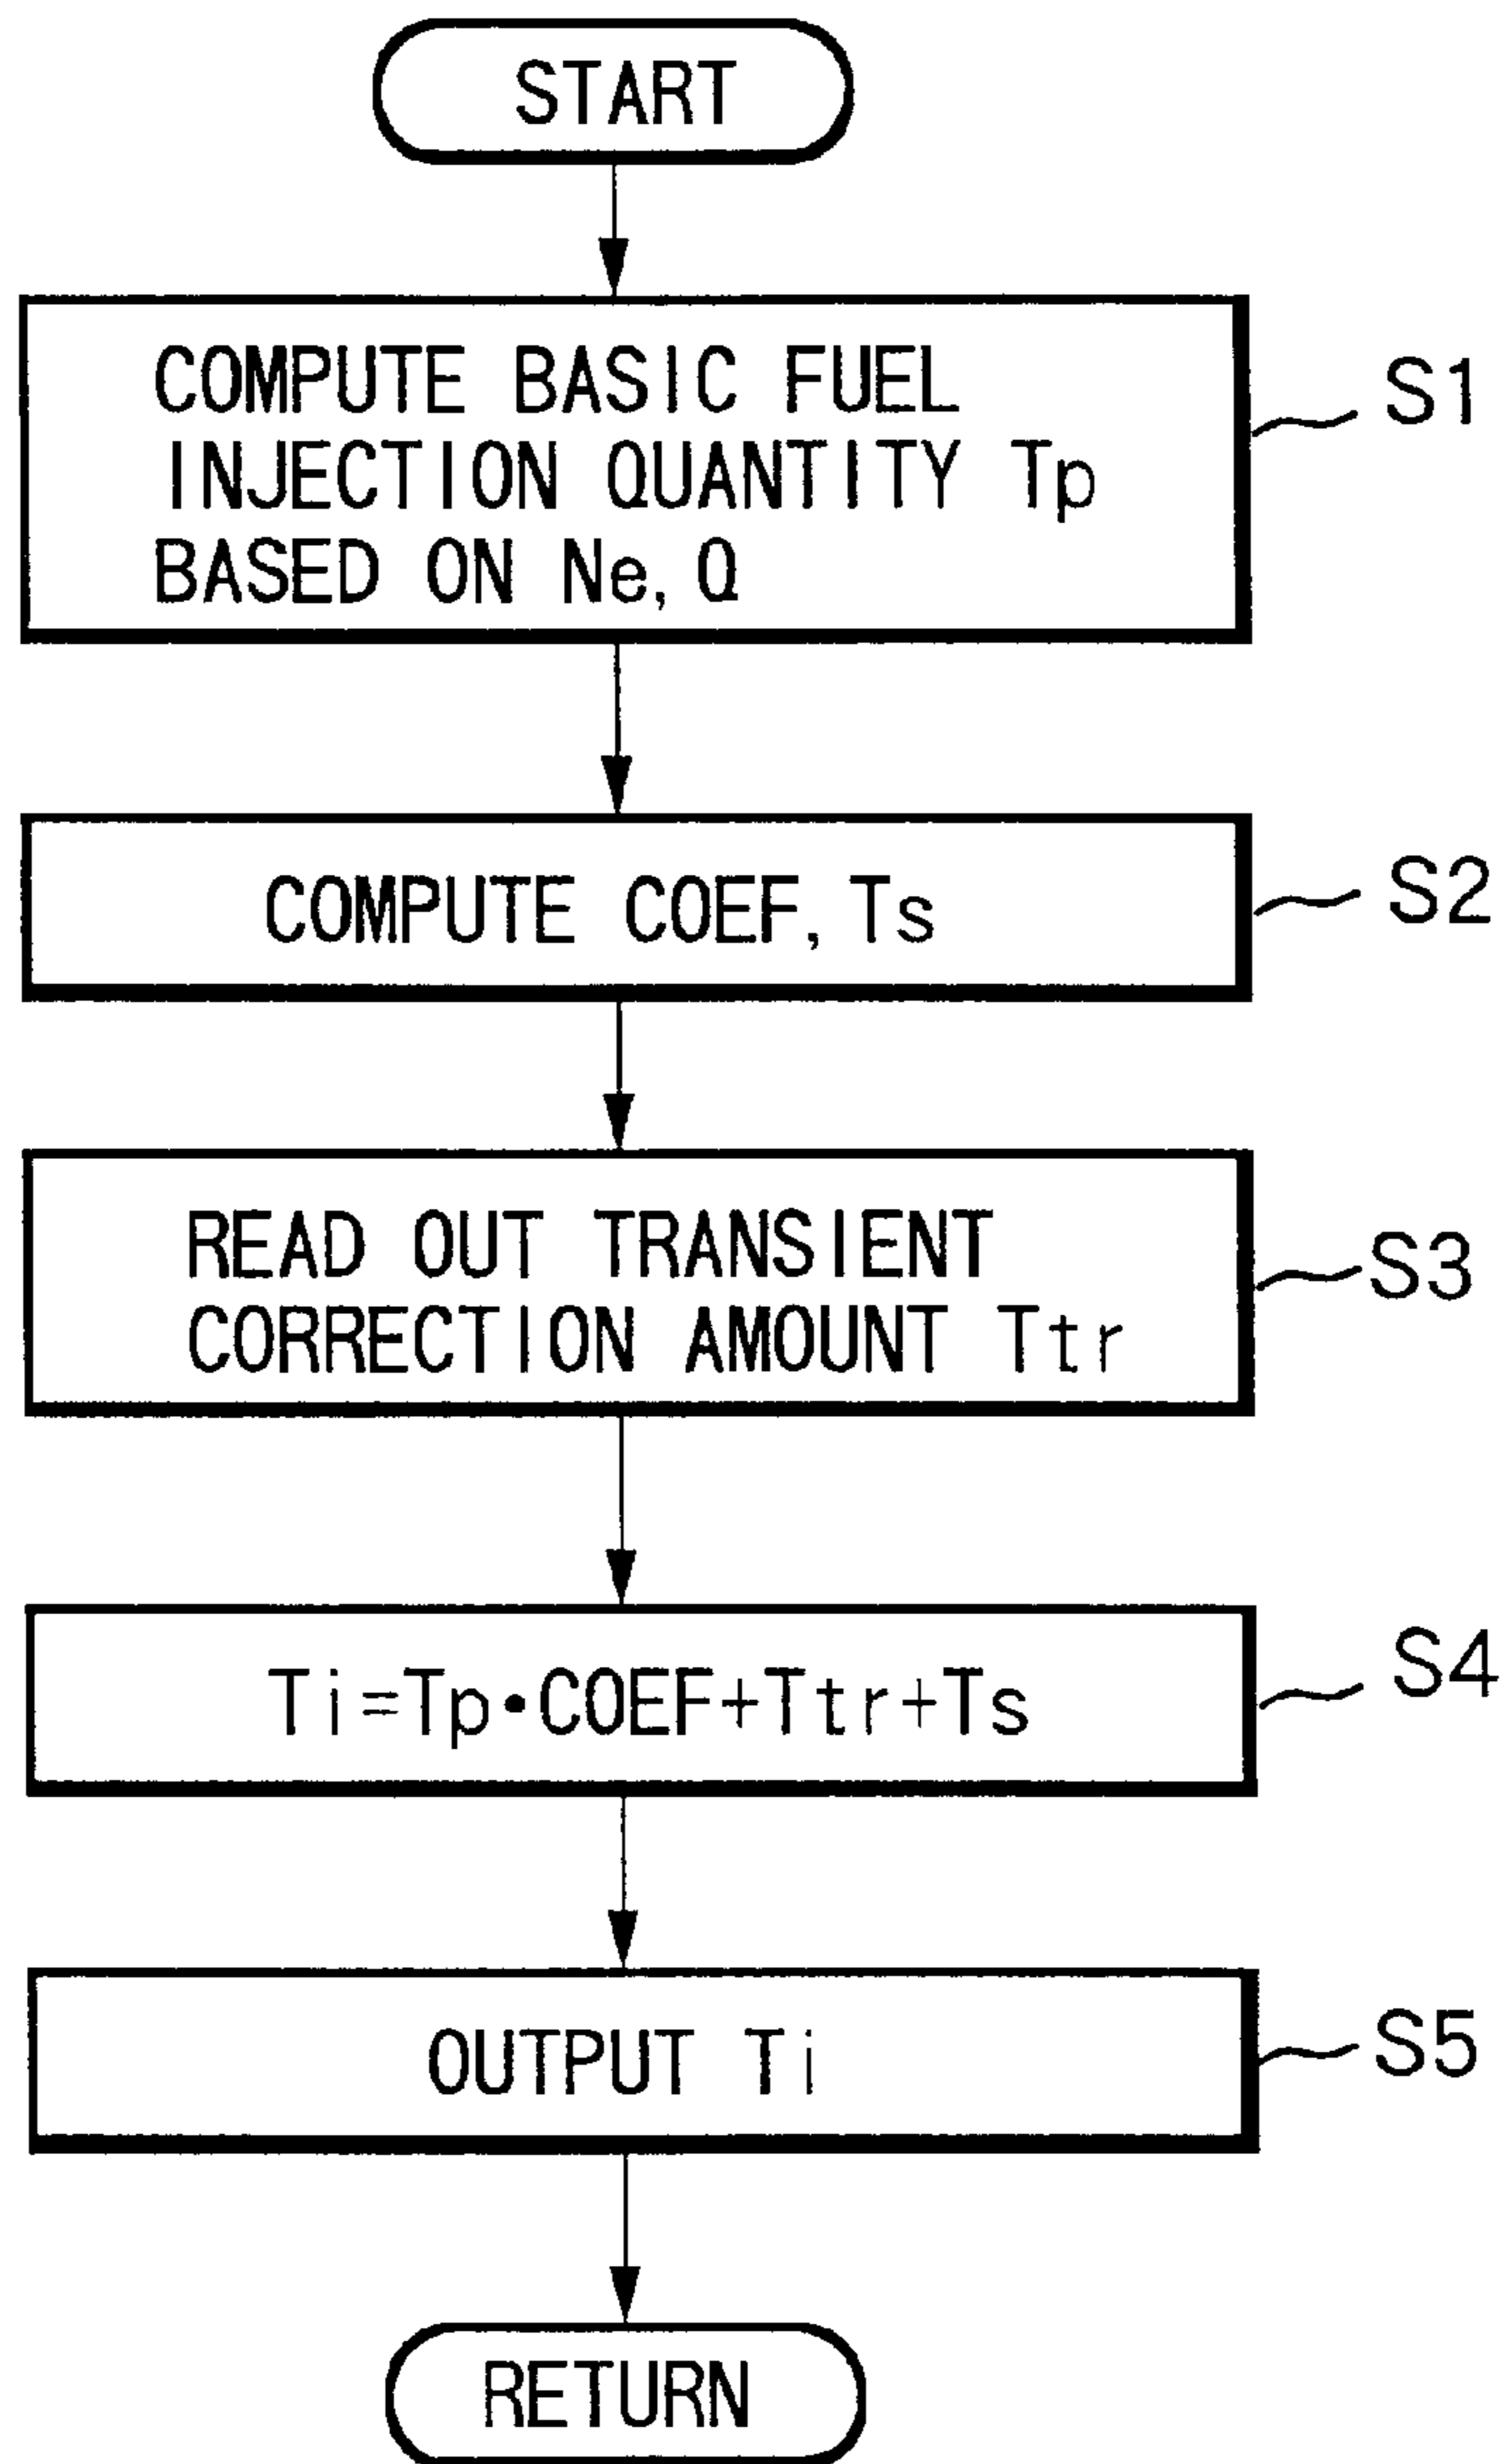 START
COMPUTE BASIC FUEL
INJECTION QUANTITY Tp
BASED ON Ne, Q
S1
COMPUTE COEF, Ts
S2
READ OUT TRANSIENT
CORRECTION AMOUNT Ttr
S3
Ti=Tp•COEF+Ttr+Ts
S4
OUTPUT Ti
S5
RETURN